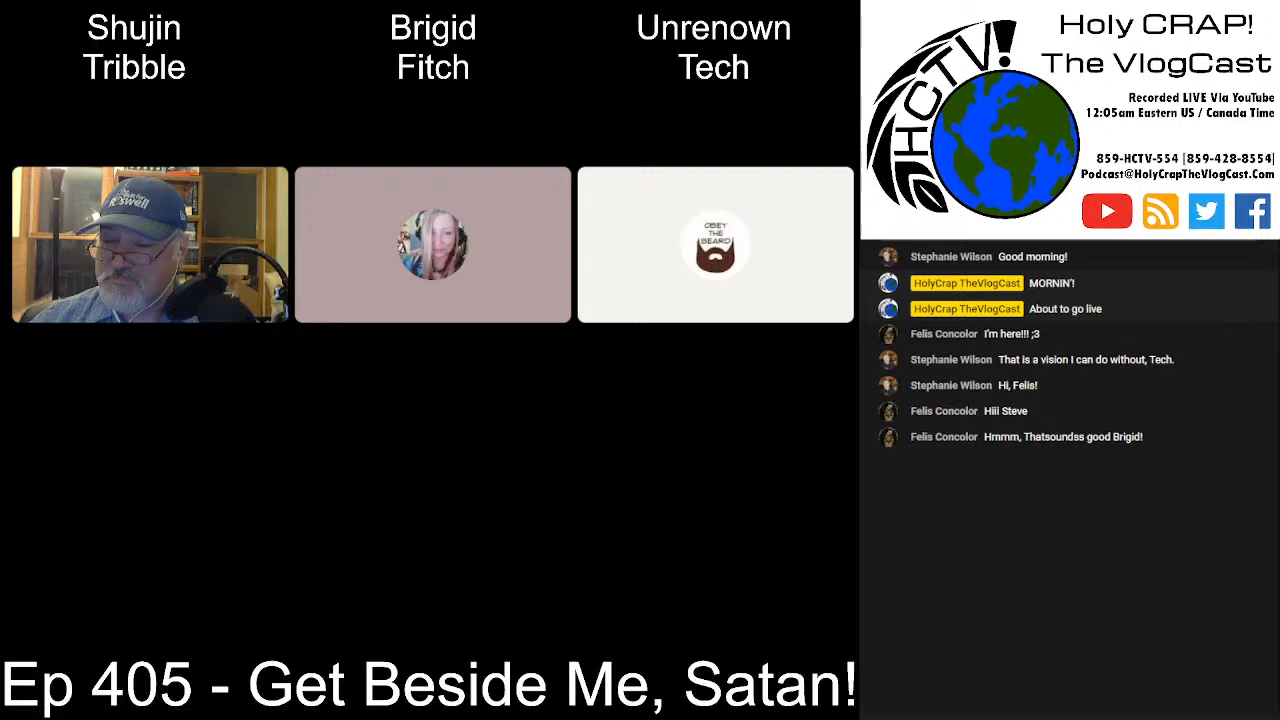 Shujin
Tribble
Brigid
Fitch
Unrenown
Tech
OBEY
THE
BEARD
Ep 405 - Get Beside Me, Satan!
HCTV!
Holy CRAP!
The VlogCast
Recorded LIVE Via YouTube
12:05am Eastern US / Canada Time
859-HCTV-554 [859-428-8554]
Podcast@HolyCrapTheVlogCast.Com
Stephanie Wilson Good morning!
HolyCrap TheVlogCast MORNIN'!
HolyCrap TheVlogCast About to go live
Felis Concolor I'm here!!! ;3
Stephanie Wilson That is a vision I can do without, Tech.
Stephanie Wilson Hi, Felis!
Felis Concolor Hiii Steve
Felis Concolor Hmmm, Thatsoundss good Brigid!